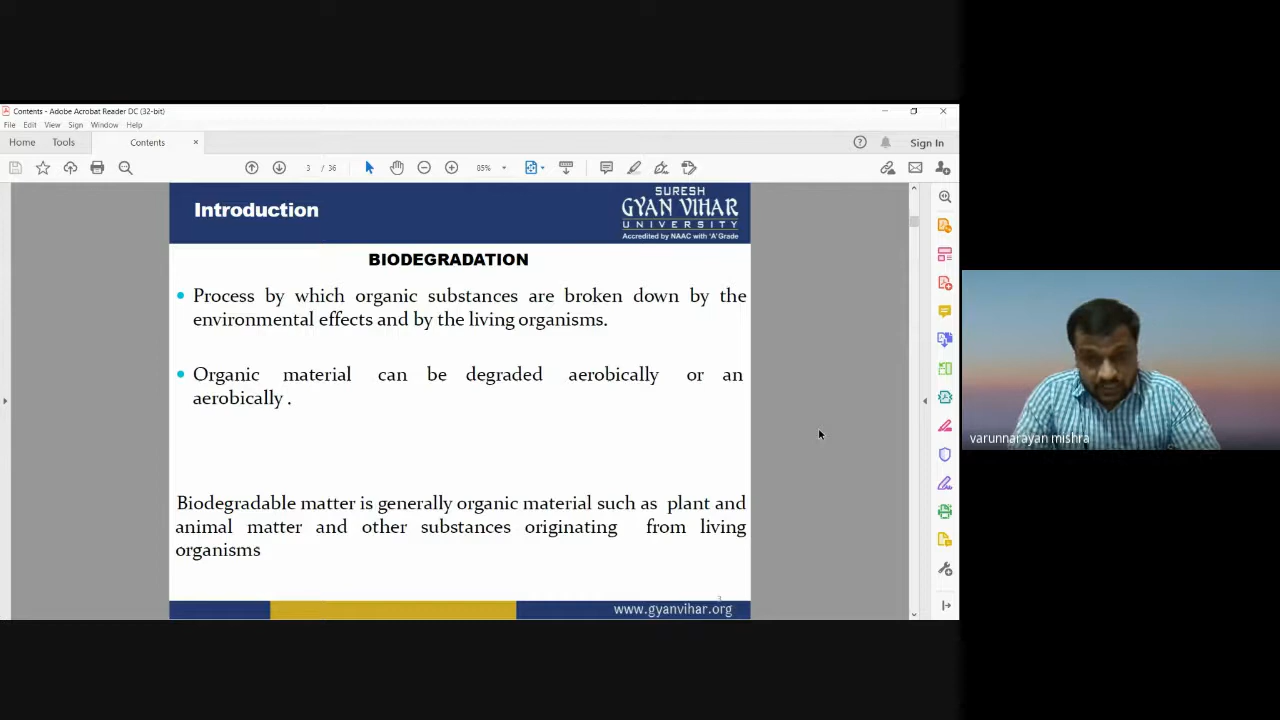 Contents - Adobe Acrobat Reader DC (32-bit)
File Edit View Sign Window Help
Home Tools Contents × Sign In
3 / 36 85%
Introduction
SURESH
GYAN VIHAR
UNIVERSITY
Accredited by NAAC with 'A' Grade
BIODEGRADATION
• Process by which organic substances are broken down by the
environmental effects and by the living organisms.
• Organic material can be degraded aerobically or an
aerobically .
Biodegradable matter is generally organic material such as plant and
animal matter and other substances originating from living
organisms
3
www.gyanvihar.org
varunnarayan mishra